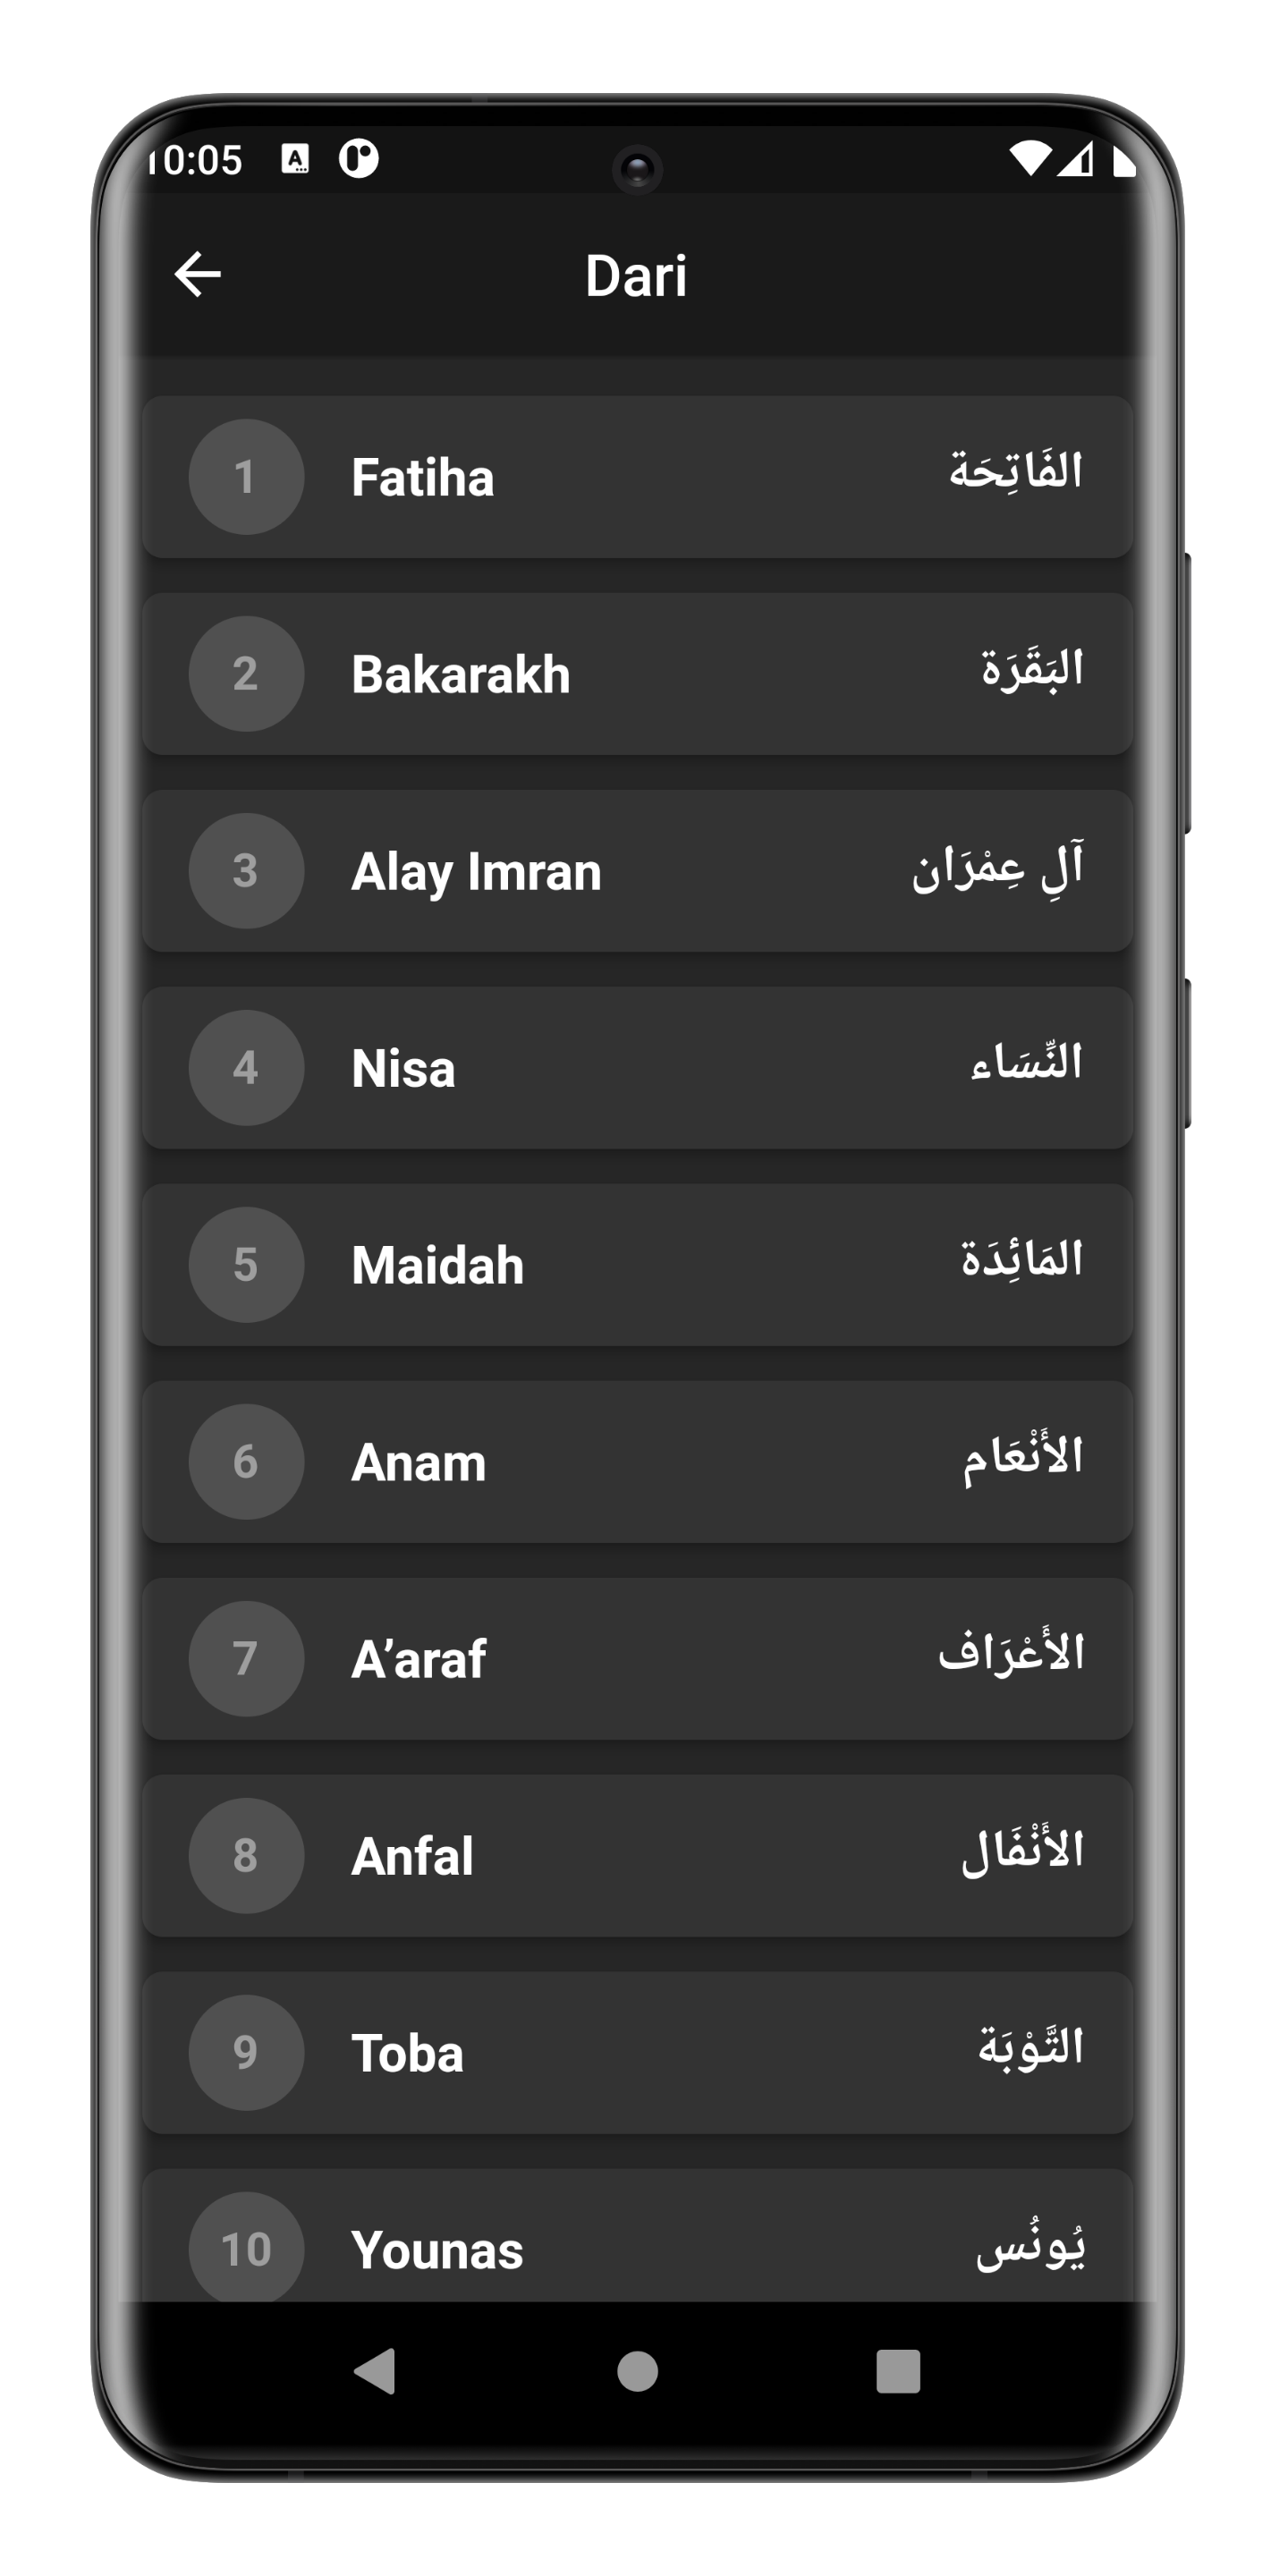 10:05
Dari
1 Fatiha الفَاتِحَة
2 Bakarakh البَقَرَة
3 Alay Imran آلِ عِمْرَان
4 Nisa النِّسَاء
5 Maidah المَائِدَة
6 Anam الأَنْعَام
7 A’araf الأَعْرَاف
8 Anfal الأَنْفَال
9 Toba التَّوْبَة
10 Younas يُونُس